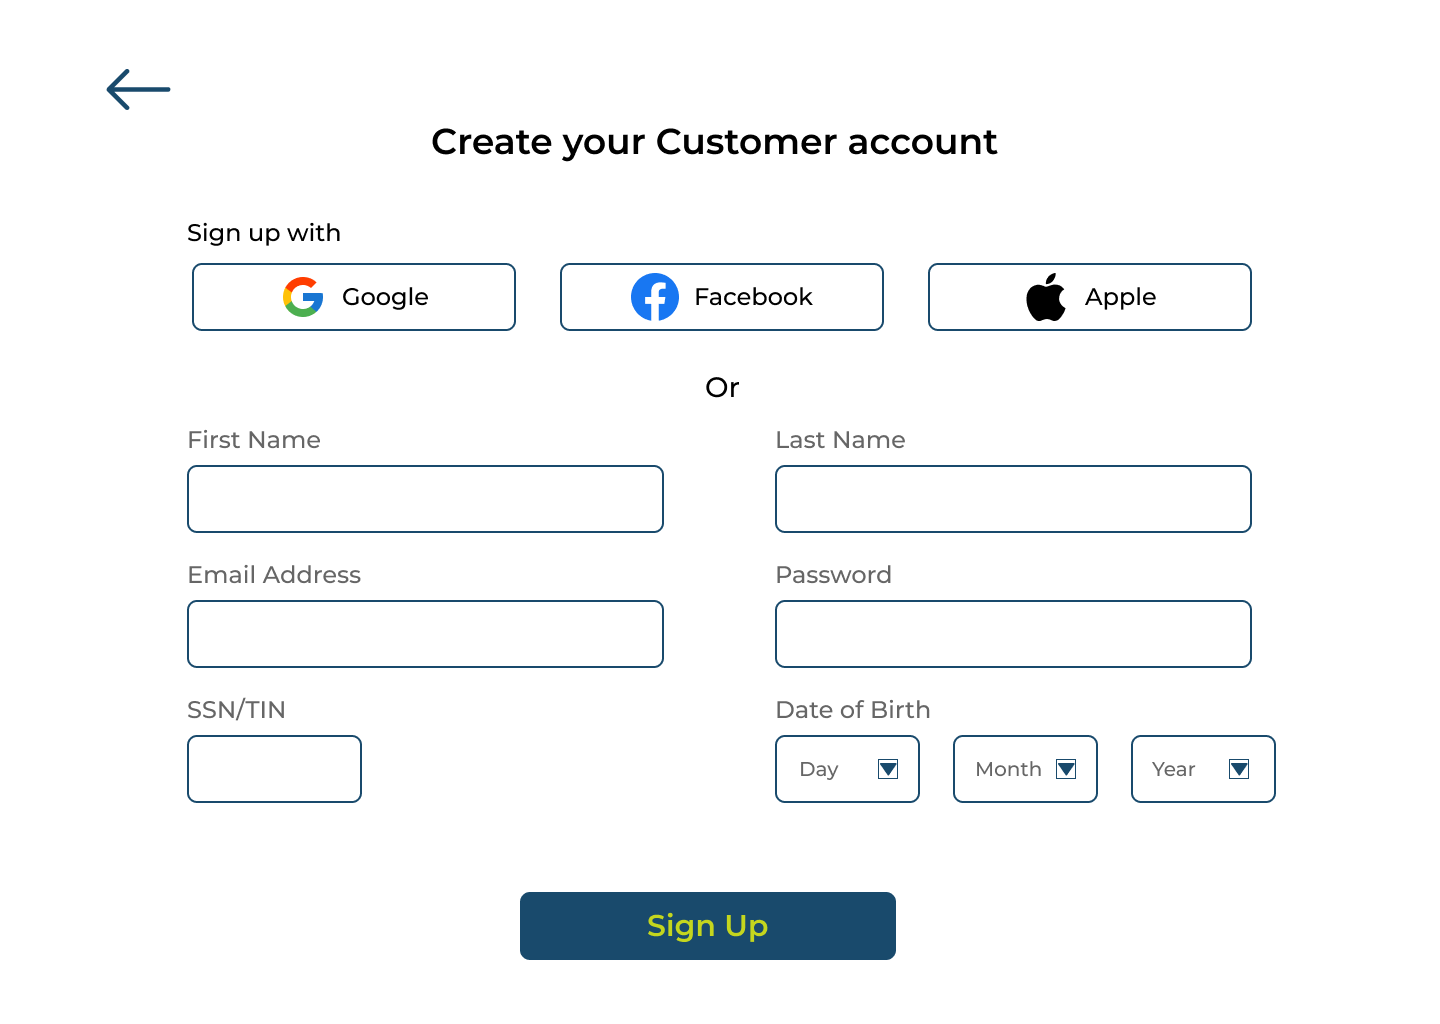 Create your Customer account
Sign up with
Google
Facebook
Apple
Or
First Name
Last Name
Email Address
Password
SSN/TIN
Date of Birth
Day
Month
Year
Sign Up